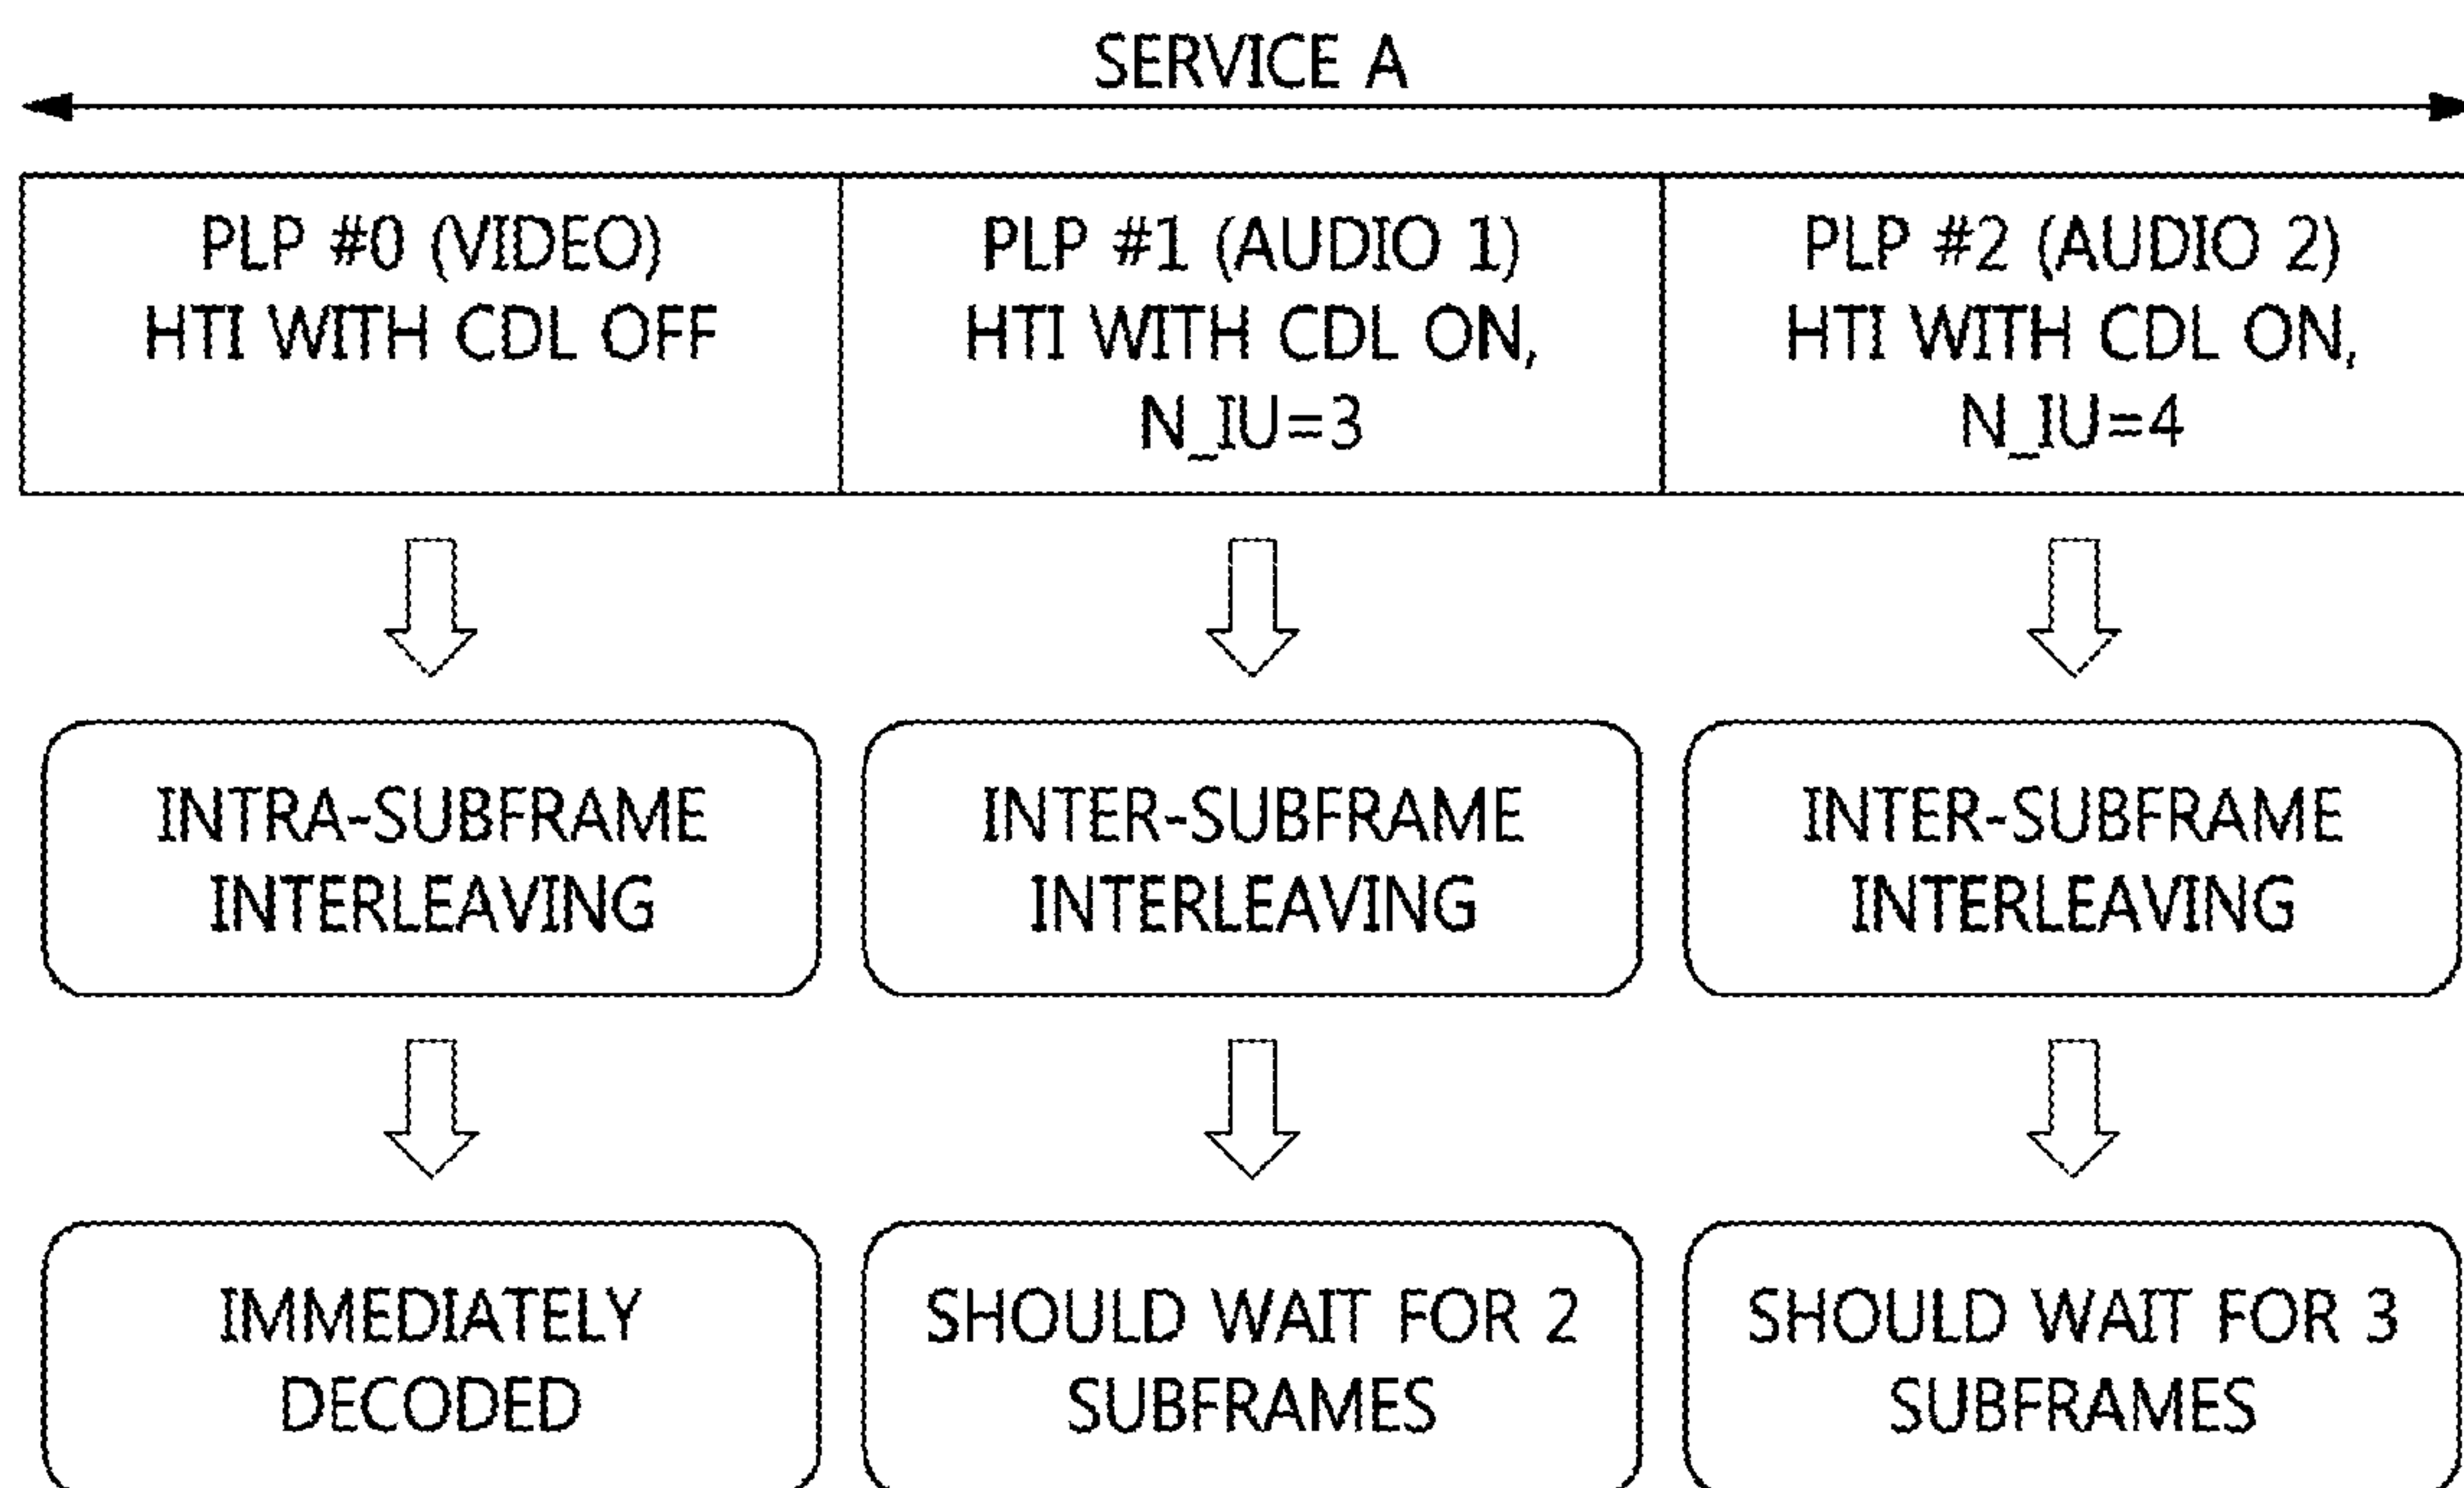 SERVICE A
PLP #0 (VIDEO)
HTI WITH CDL OFF
PLP #1 (AUDIO 1)
HTI WITH CDL ON,
N_IU=3
PLP #2 (AUDIO 2)
HTI WITH CDL ON,
N_IU=4
INTRA-SUBFRAME
INTERLEAVING
INTER-SUBFRAME
INTERLEAVING
INTER-SUBFRAME
INTERLEAVING
IMMEDIATELY
DECODED
SHOULD WAIT FOR 2
SUBFRAMES
SHOULD WAIT FOR 3
SUBFRAMES